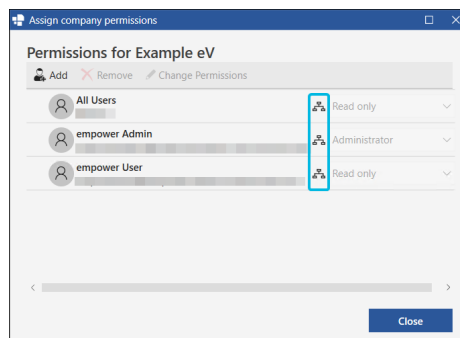 Assign company permissions
Permissions for Example eV
Add Remove Change Permissions
All Users
Read only
empower Admin
Administrator
empower User
Read only
Close